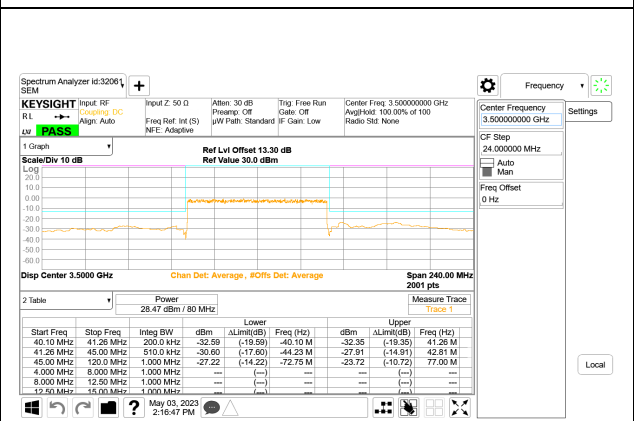 Spectrum Analyzer id:32061
SEM
+
Frequency
KEYSIGHT
R L
PASS
Input: RF
Coupling: DC
Align: Auto
Input Z: 50 Ω
Freq Ref: Int (S)
NFE: Adaptive
Atten: 30 dB
Preamp: Off
µW Path: Standard
Trig: Free Run
Gate: Off
IF Gain: Low
Center Freq: 3.500000000 GHz
Avg|Hold: 100.00% of 100
Radio Std: None
Center Frequency
3.500000000 GHz
Settings
CF Step
24.000000 MHz
Auto
Man
Freq Offset
0 Hz
1 Graph
Scale/Div 10 dB
Ref Lvl Offset 13.30 dB
Ref Value 30.0 dBm
Log
20.0
10.0
0.00
-10.0
-20.0
-30.0
-40.0
-50.0
-60.0
Disp Center 3.5000 GHz
Chan Det: Average , #Offs Det: Average
Span 240.00 MHz
2001 pts
2 Table
Power
28.47 dBm / 80 MHz
Measure Trace
Trace 1
Lower Upper
Start Freq Stop Freq Integ BW dBm ΔLimit(dB) Freq (Hz) dBm ΔLimit(dB) Freq (Hz)
40.10 MHz 41.26 MHz 200.0 kHz -32.59 (-19.59) -40.10 M -32.35 (-19.35) 41.26 M
41.26 MHz 45.00 MHz 510.0 kHz -30.60 (-17.60) -44.23 M -27.91 (-14.91) 42.81 M
45.00 MHz 120.0 MHz 1.000 MHz -27.22 (-14.22) -72.75 M -23.72 (-10.72) 77.00 M
4.000 MHz 8.000 MHz 1.000 MHz --- (---) --- --- (---) ---
8.000 MHz 12.50 MHz 1.000 MHz --- (---) --- --- (---) ---
12.50 MHz 15.00 MHz 1.000 MHz --- (---) --- --- (---) ---
Local
?
May 03, 2023
2:16:47 PM